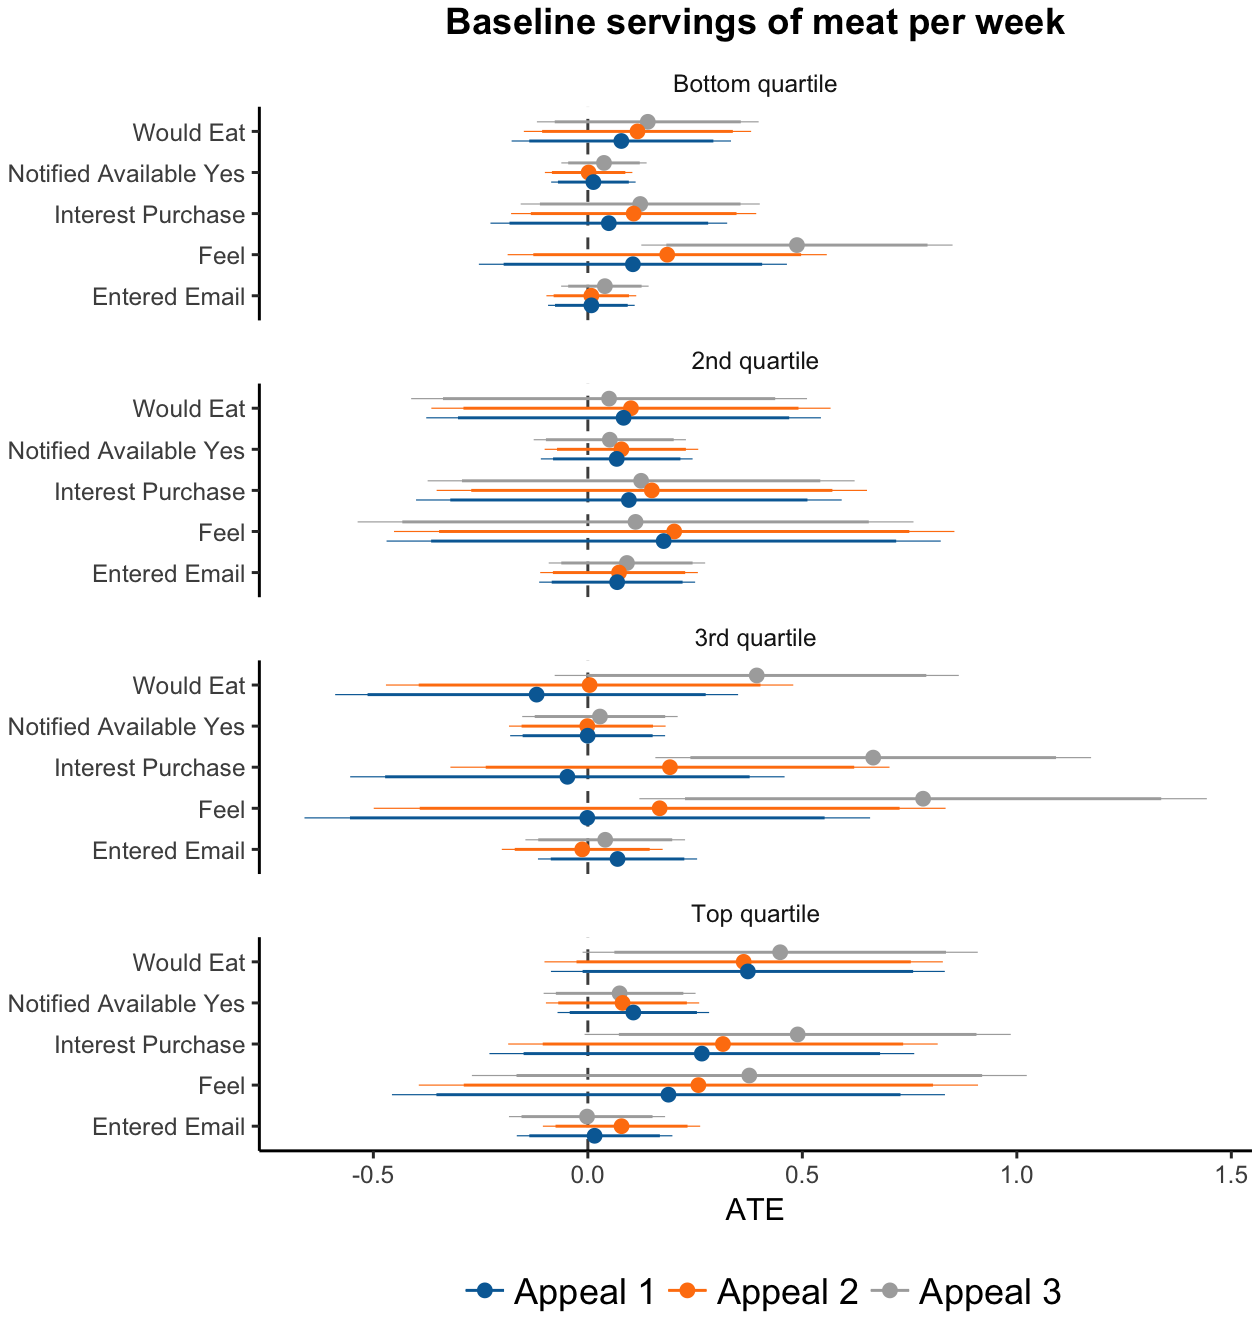 Baseline servings of meat per week
Bottom quartile
Would Eat
Notified Available Yes
Interest Purchase
Feel
Entered Email
2nd quartile
Would Eat
Notified Available Yes
Interest Purchase
Feel
Entered Email
3rd quartile
Would Eat
Notified Available Yes
Interest Purchase
Feel
Entered Email
Top quartile
Would Eat
Notified Available Yes
Interest Purchase
Feel
Entered Email
-0.5 0.0 0.5 1.0 1.5
ATE
Appeal 1 Appeal 2 Appeal 3